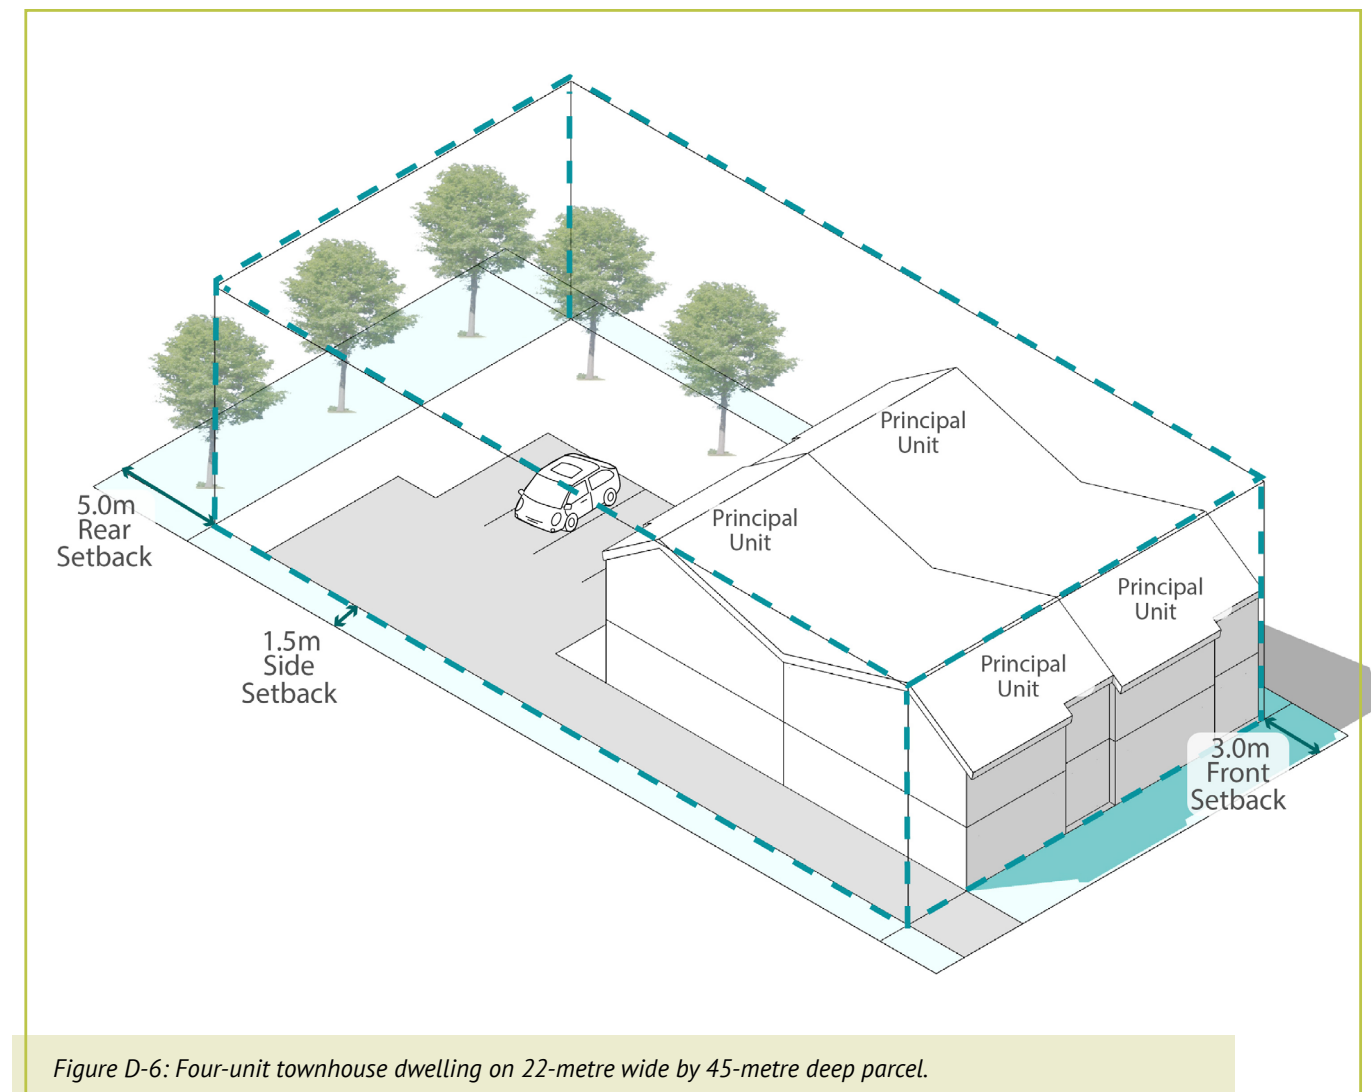 Principal
Unit
Principal
Unit
Principal
Unit
Principal
Unit
5.0m
Rear
Setback
1.5m
Side
Setback
3.0m
Front
Setback
Figure D-6: Four-unit townhouse dwelling on 22-metre wide by 45-metre deep parcel.